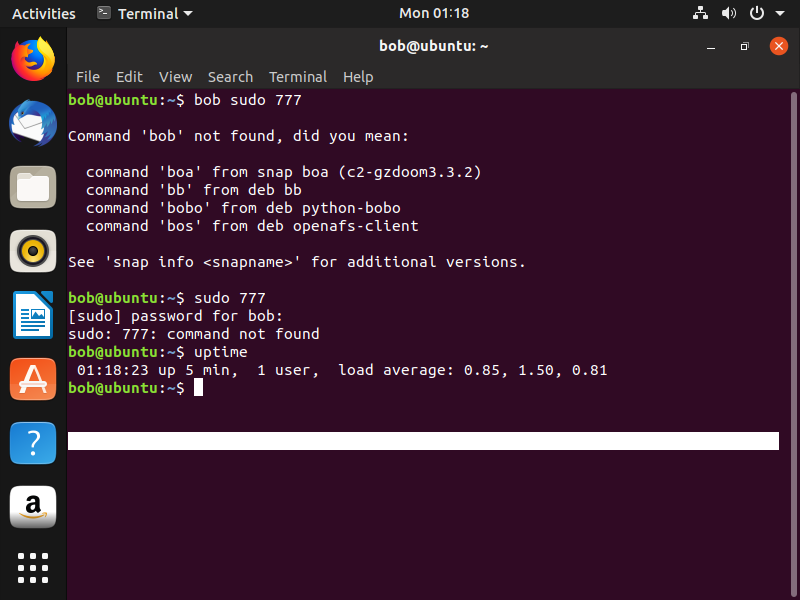 Activities Terminal Mon 01:18
bob@ubuntu: ~
File Edit View Search Terminal Help
bob@ubuntu:~$ bob sudo 777
Command 'bob' not found, did you mean:
command 'boa' from snap boa (c2-gzdoom3.3.2)
command 'bb' from deb bb
command 'bobo' from deb python-bobo
command 'bos' from deb openafs-client
See 'snap info <snapname>' for additional versions.
bob@ubuntu:~$ sudo 777
[sudo] password for bob:
sudo: 777: command not found
bob@ubuntu:~$ uptime
01:18:23 up 5 min, 1 user, load average: 0.85, 1.50, 0.81
bob@ubuntu:~$
?
a